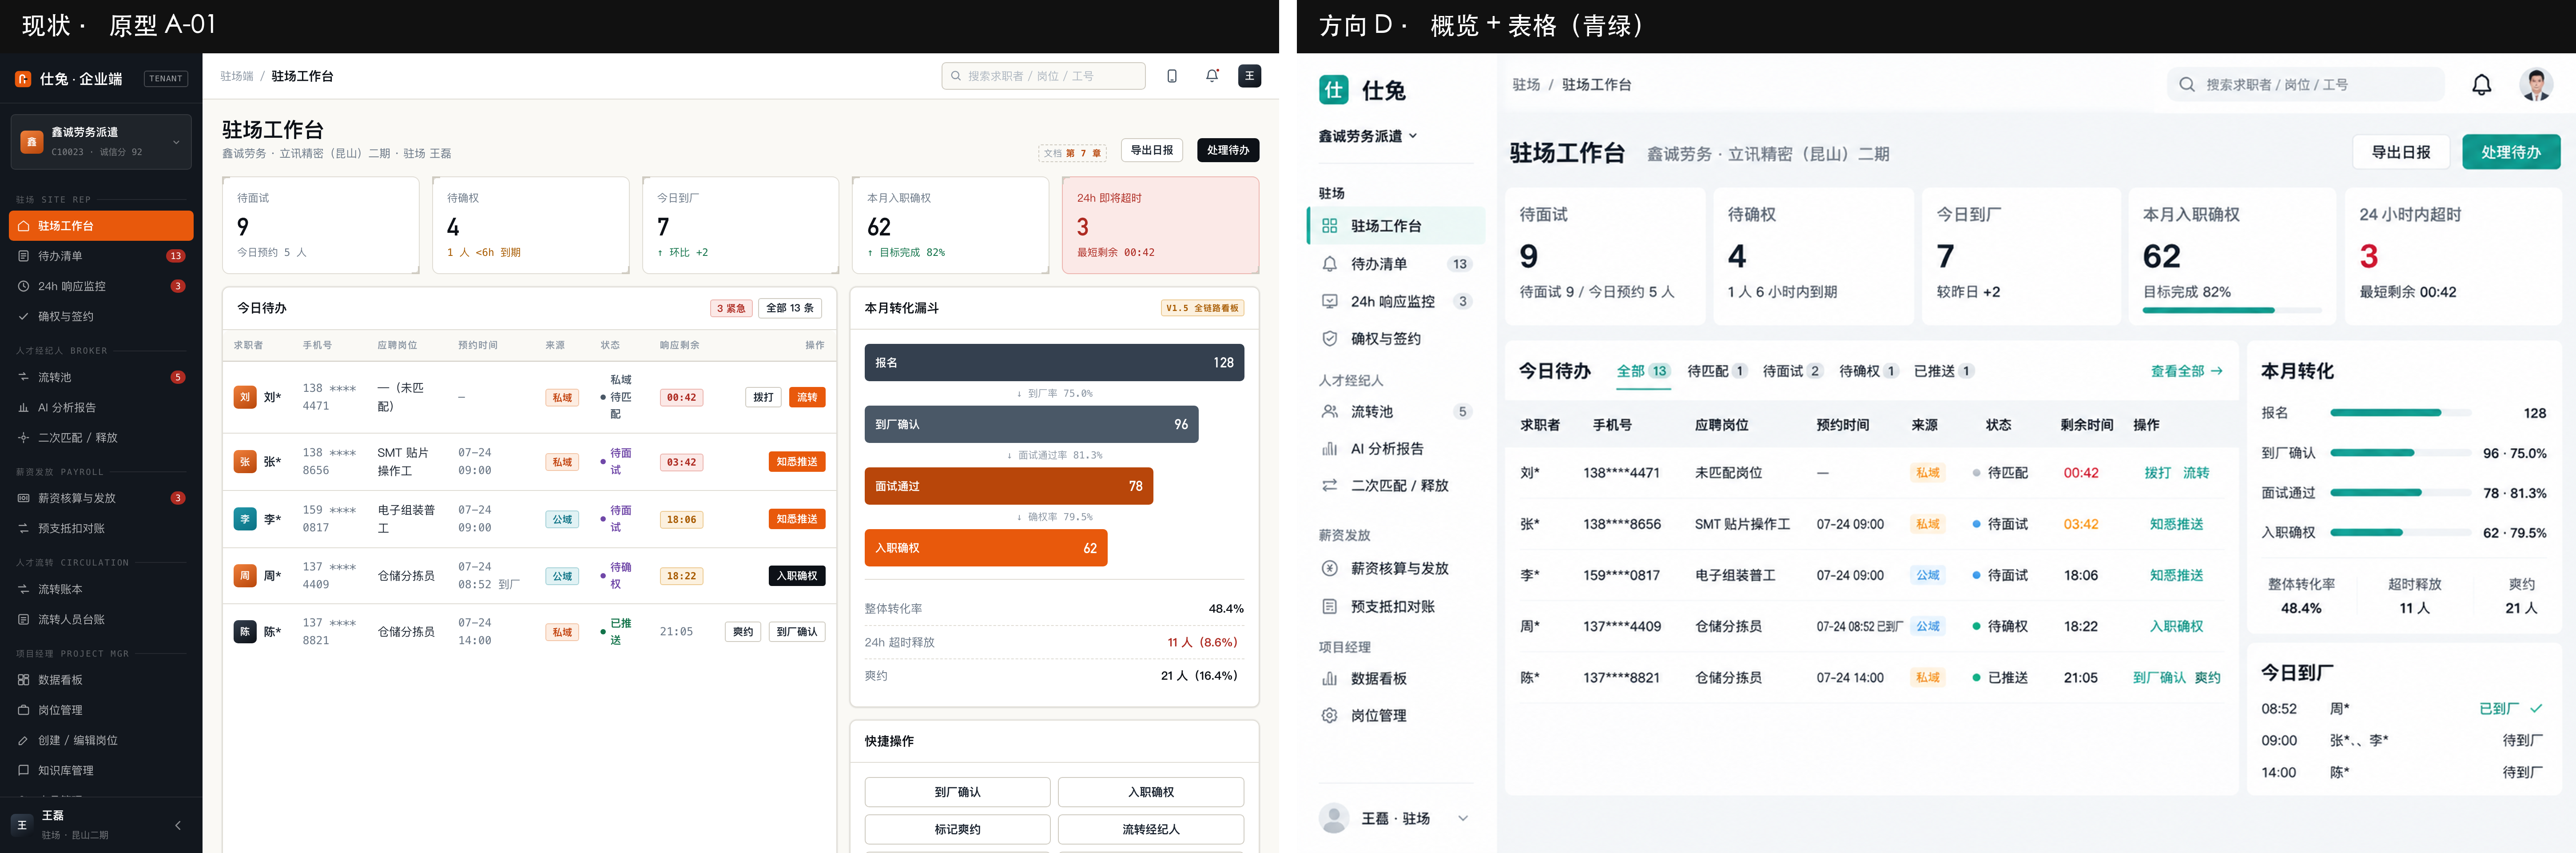 现状 · 原型 A-01
仕兔 · 企业端 TENANT
鑫
鑫诚劳务派遣
C10023 · 诚信分 92
驻场 SITE REP
驻场工作台
待办清单 13
24h 响应监控 3
确权与签约
人才经纪人 BROKER
流转池 5
AI 分析报告
二次匹配 / 释放
薪资发放 PAYROLL
薪资核算与发放 3
预支抵扣对账
人才流转 CIRCULATION
流转账本
流转人员台账
项目经理 PROJECT MGR
数据看板
岗位管理
创建 / 编辑岗位
知识库管理
王
王磊
驻场 · 昆山二期
驻场端 / 驻场工作台
搜索求职者 / 岗位 / 工号
王
驻场工作台
鑫诚劳务 · 立讯精密（昆山）二期 · 驻场 王磊
文档 第 7 章
导出日报
处理待办
待面试
9
今日预约 5 人
待确权
4
1 人 <6h 到期
今日到厂
7
↑ 环比 +2
本月入职确权
62
↑ 目标完成 82%
24h 即将超时
3
最短剩余 00:42
今日待办 3 紧急 全部 13 条
求职者 手机号 应聘岗位 预约时间 来源 状态 响应剩余 操作
刘 刘* 138 **** 4471 —（未匹配） — 私域 私域待匹配 00:42 拨打 流转
张 张* 138 **** 8656 SMT 贴片操作工 07-24 09:00 私域 待面试 03:42 知悉推送
李 李* 159 **** 0817 电子组装普工 07-24 09:00 公域 待面试 18:06 知悉推送
周 周* 137 **** 4409 仓储分拣员 07-24 08:52 到厂 公域 待确权 18:22 入职确权
陈 陈* 137 **** 8821 仓储分拣员 07-24 14:00 私域 已推送 21:05 爽约 到厂确认
本月转化漏斗 V1.5 全链路看板
报名 128
↓ 到厂率 75.0%
到厂确认 96
↓ 面试通过率 81.3%
面试通过 78
↓ 确权率 79.5%
入职确权 62
整体转化率 48.4%
24h 超时释放 11 人（8.6%）
爽约 21 人（16.4%）
快捷操作
到厂确认 入职确权
标记爽约 流转经纪人
方向 D · 概览 + 表格（青绿）
仕 仕兔
鑫诚劳务派遣
驻场
驻场工作台
待办清单 13
24h 响应监控 3
确权与签约
人才经纪人
流转池 5
AI 分析报告
二次匹配 / 释放
薪资发放
薪资核算与发放
预支抵扣对账
项目经理
数据看板
岗位管理
王磊 · 驻场
驻场 / 驻场工作台
搜索求职者 / 岗位 / 工号
驻场工作台 鑫诚劳务 · 立讯精密（昆山）二期
导出日报 处理待办
待面试
9
待面试 9 / 今日预约 5 人
待确权
4
1 人 6 小时内到期
今日到厂
7
较昨日 +2
本月入职确权
62
目标完成 82%
24 小时内超时
3
最短剩余 00:42
今日待办 全部 13 待匹配 1 待面试 2 待确权 1 已推送 1 查看全部 →
求职者 手机号 应聘岗位 预约时间 来源 状态 剩余时间 操作
刘* 138****4471 未匹配岗位 — 私域 待匹配 00:42 拨打 流转
张* 138****8656 SMT 贴片操作工 07-24 09:00 私域 待面试 03:42 知悉推送
李* 159****0817 电子组装普工 07-24 09:00 公域 待面试 18:06 知悉推送
周* 137****4409 仓储分拣员 07-24 08:52 已到厂 公域 待确权 18:22 入职确权
陈* 137****8821 仓储分拣员 07-24 14:00 私域 已推送 21:05 到厂确认 爽约
本月转化
报名 128
到厂确认 96 · 75.0%
面试通过 78 · 81.3%
入职确权 62 · 79.5%
整体转化率 超时释放 爽约
48.4% 11 人 21 人
今日到厂
08:52 周* 已到厂
09:00 张*、、李* 待到厂
14:00 陈* 待到厂